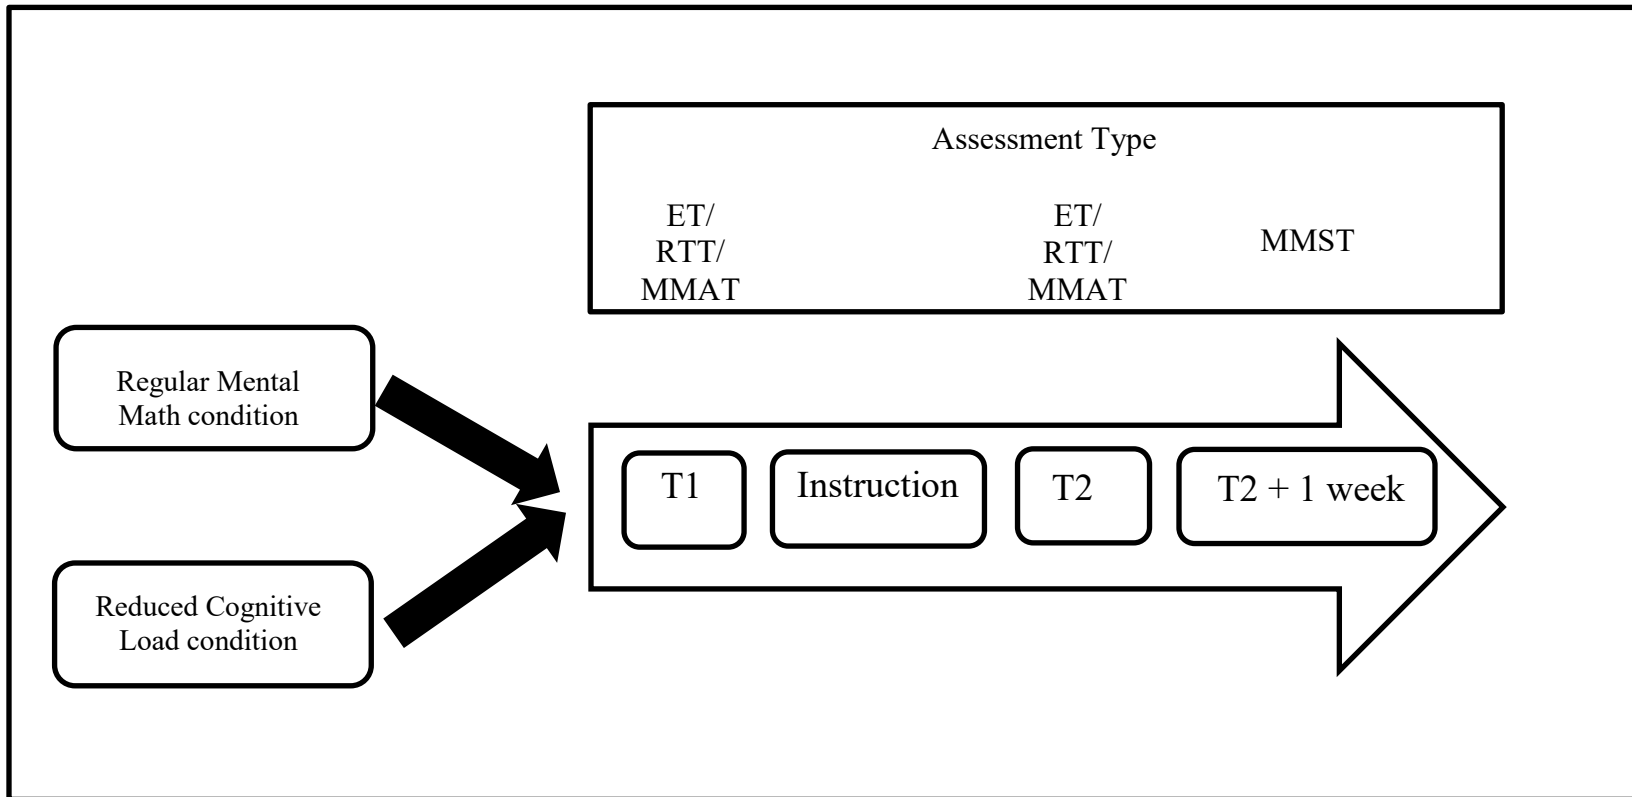 Assessment Type
ET/
RTT/
MMAT
ET/
RTT/
MMAT
MMST
Regular Mental
Math condition
Reduced Cognitive
Load condition
T1
Instruction
T2
T2 + 1 week